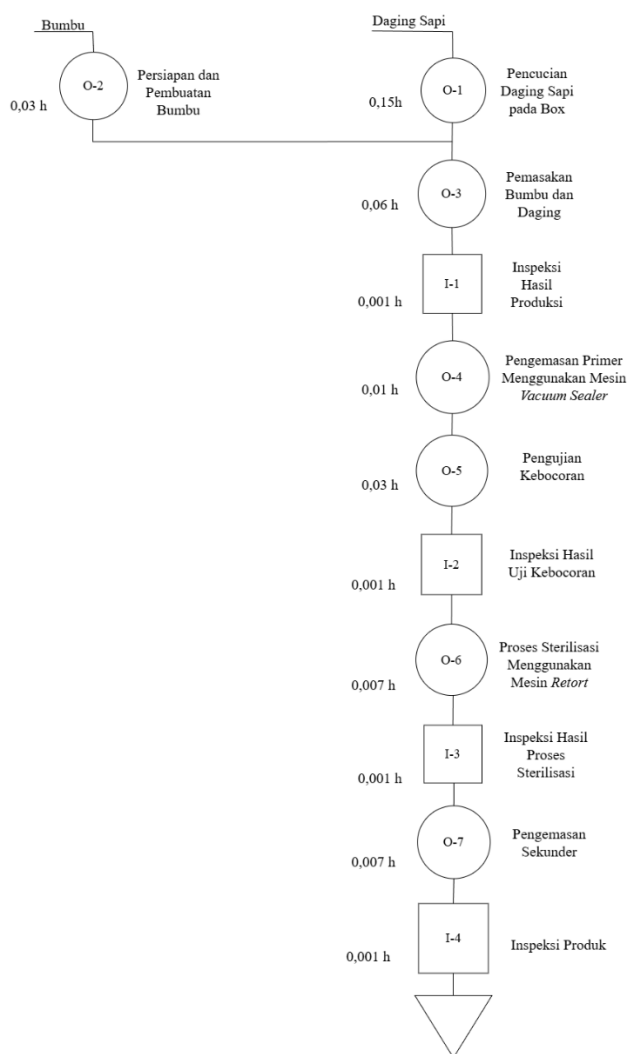 Bumbu
Daging Sapi
O-2
Persiapan dan
Pembuatan
Bumbu
0,03 h
O-1
Pencucian
Daging Sapi
pada Box
0,15h
O-3
Pemasakan
Bumbu dan
Daging
0,06 h
I-1
Inspeksi
Hasil
Produksi
0,001 h
O-4
Pengemasan Primer
Menggunakan Mesin
Vacuum Sealer
0,01 h
O-5
Pengujian
Kebocoran
0,03 h
I-2
Inspeksi Hasil
Uji Kebocoran
0,001 h
O-6
Proses Sterilisasi
Menggunakan
Mesin Retort
0,007 h
I-3
Inspeksi Hasil
Proses
Sterilisasi
0,001 h
O-7
Pengemasan
Sekunder
0,007 h
I-4
Inspeksi Produk
0,001 h